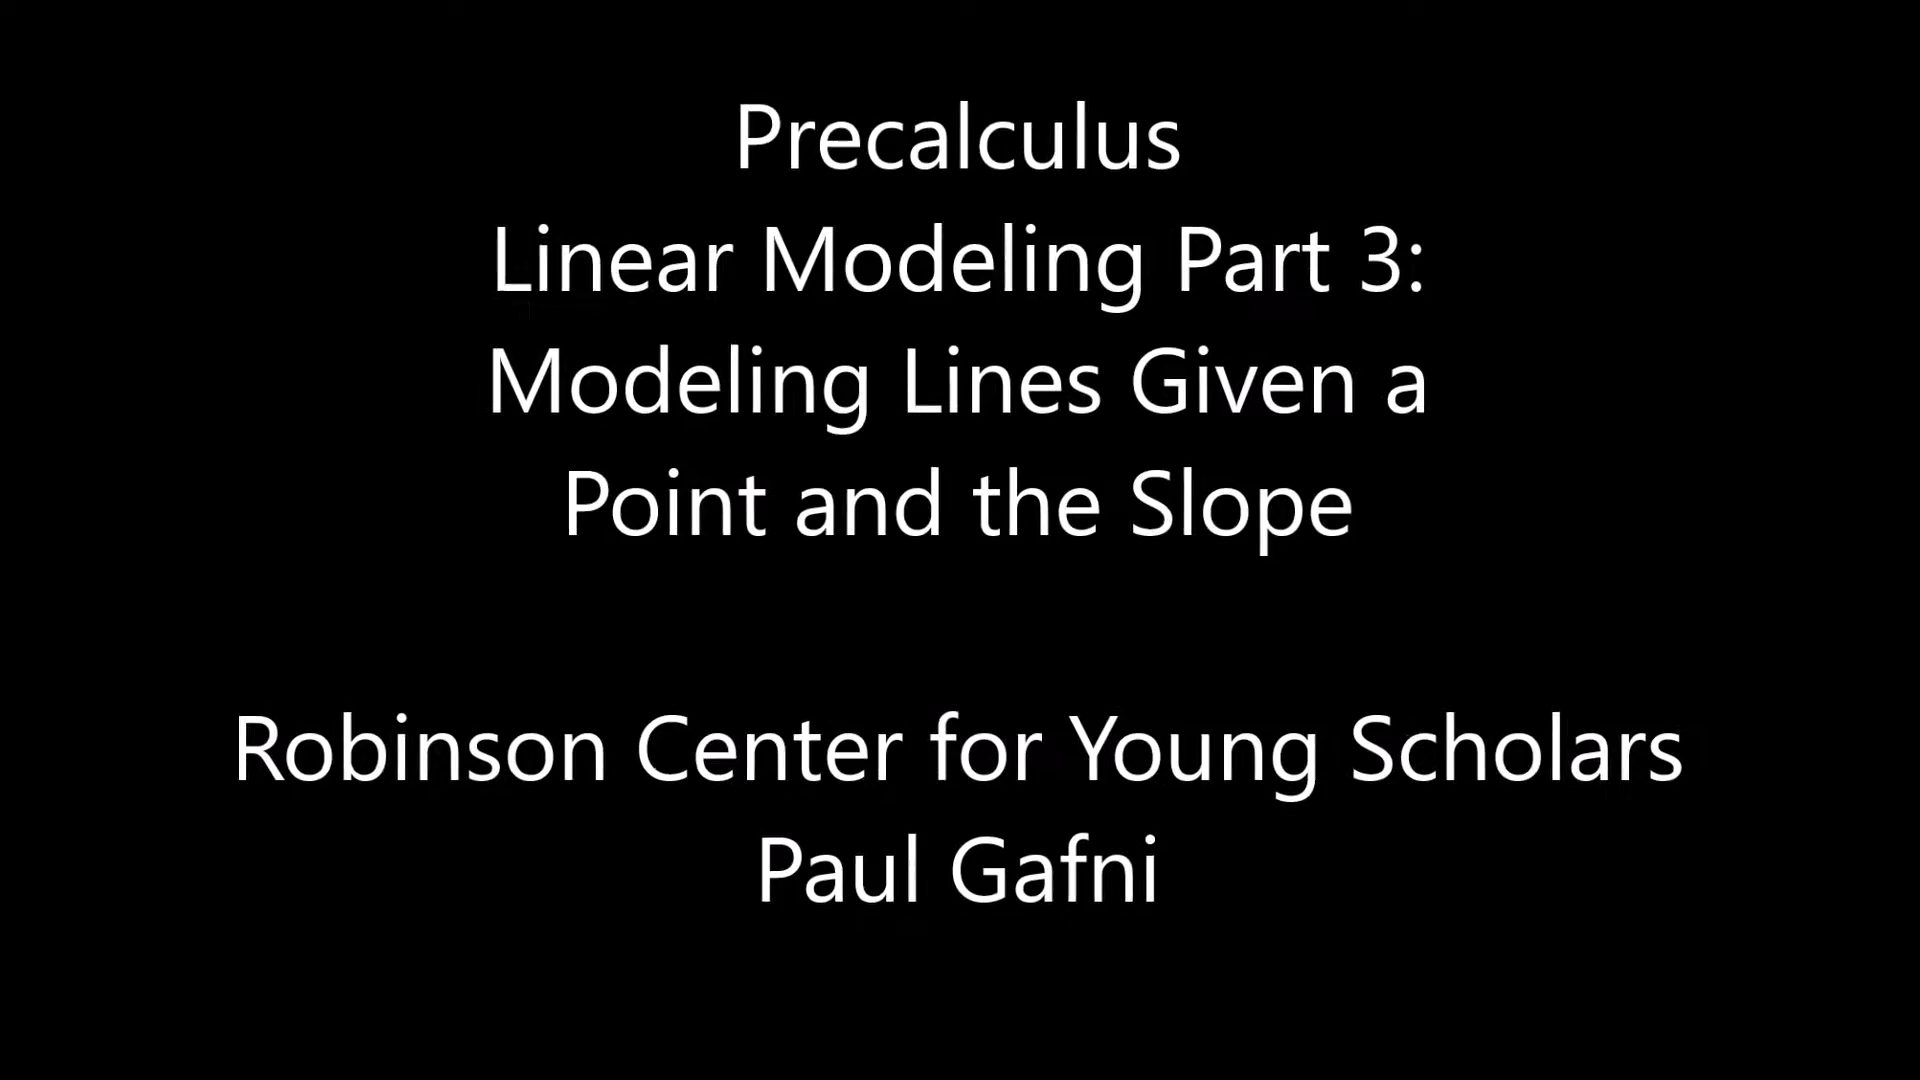 Precalculus
Linear Modeling Part 3:
Modeling Lines Given a
Point and the Slope
Robinson Center for Young Scholars
Paul Gafni